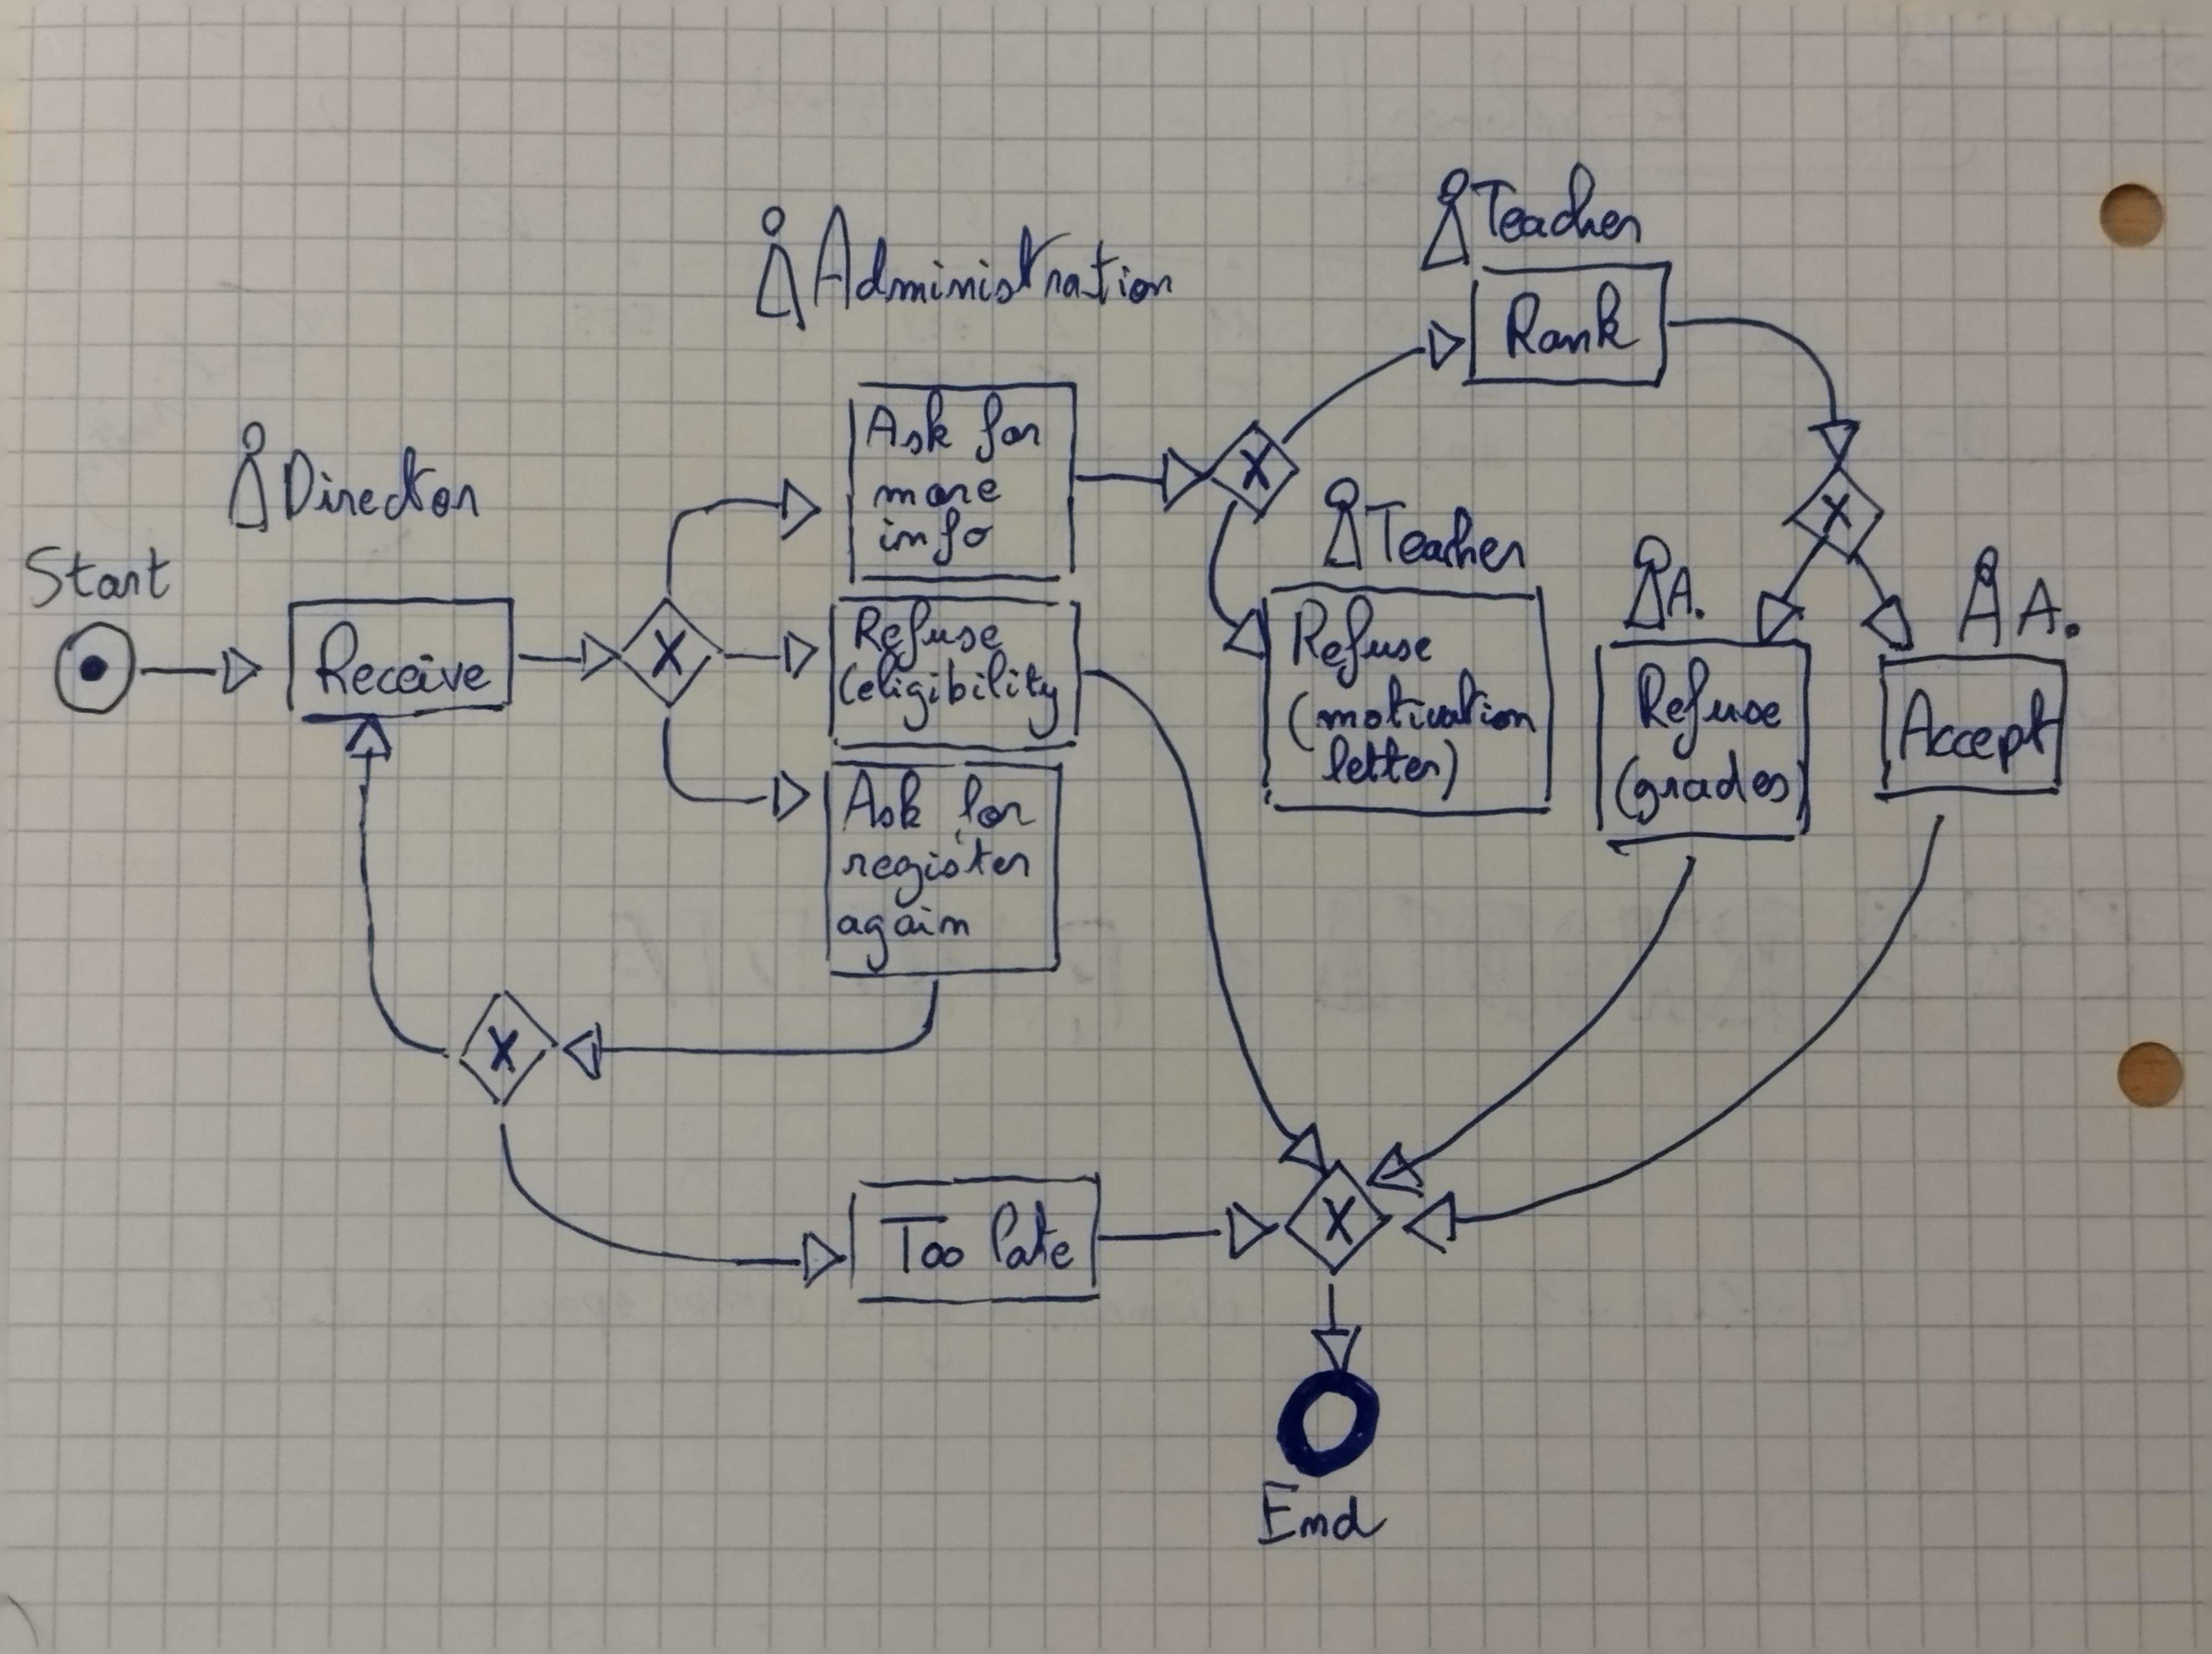 Teacher
Rank
Administration
Ask for
more
info
Director
Start
Receive
X
X
X
Teacher
A.
A.
Refuse
(eligibility
Refuse
(motivation
letter)
Refuse
(grades)
Accept
Ask for
register
again
X
Too late
X
End